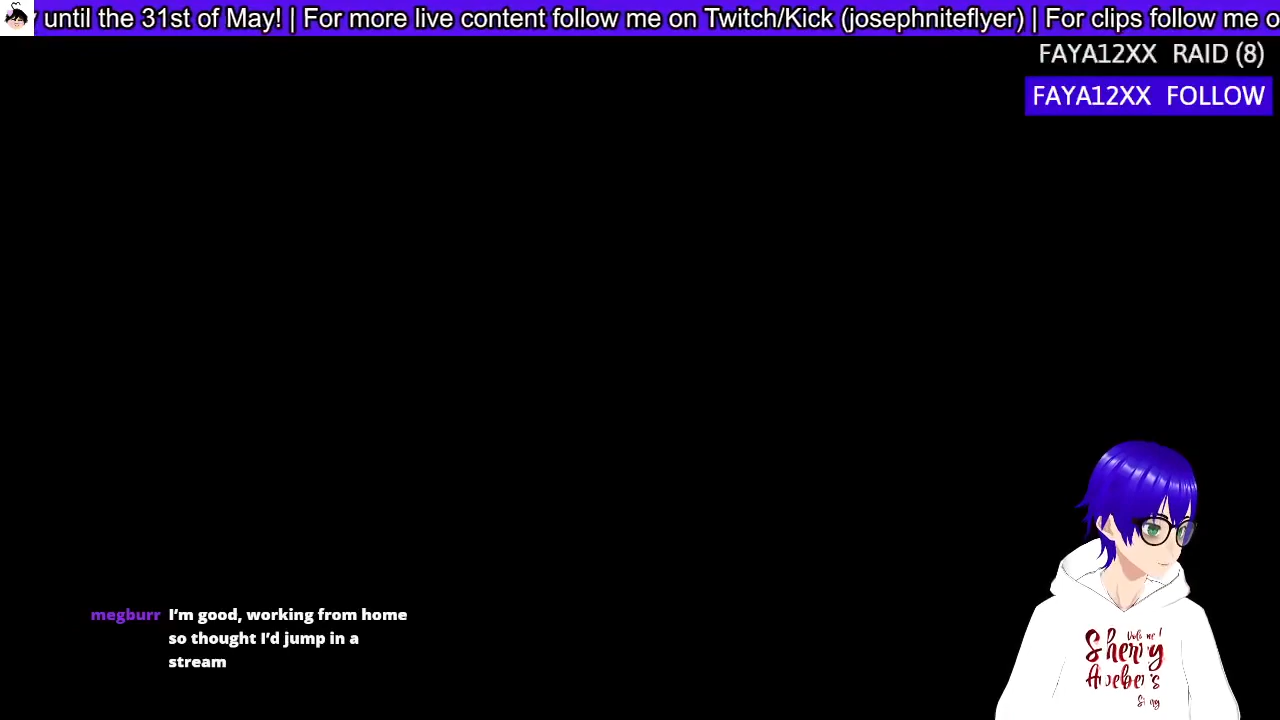 until the 31st of May! | For more live content follow me on Twitch/Kick (josephniteflyer) | For clips follow me o
FAYA12XX RAID (8)
FAYA12XX FOLLOW
megburr I’m good, working from home
so thought I’d jump in a
stream
Sherry